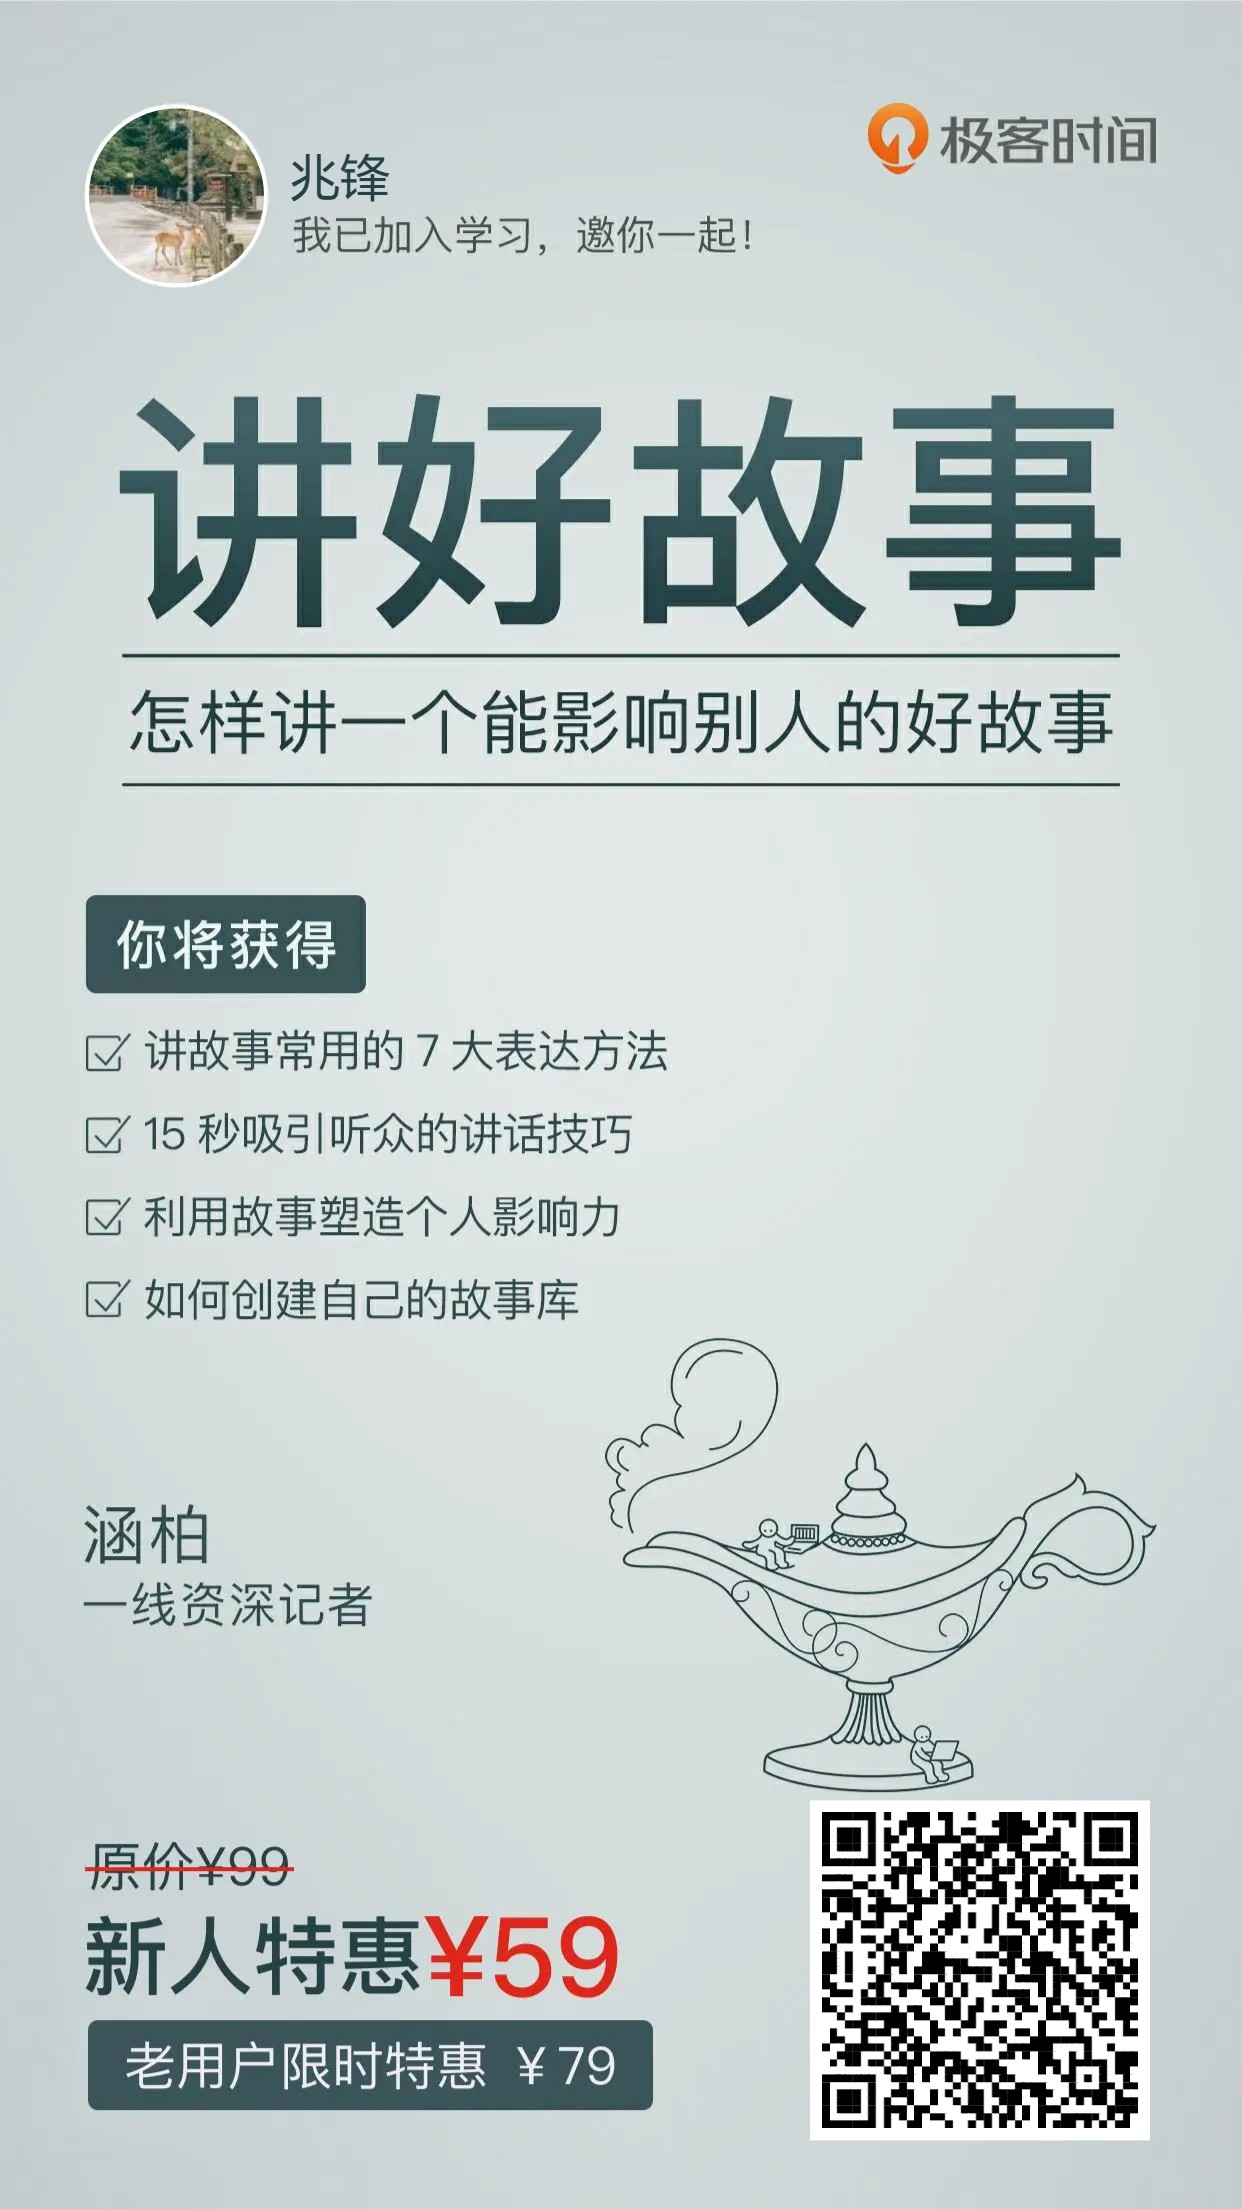 兆锋
我已加入学习，邀你一起！
极客时间
讲好故事
怎样讲一个能影响别人的好故事
你将获得
讲故事常用的 7 大表达方法
15 秒吸引听众的讲话技巧
利用故事塑造个人影响力
如何创建自己的故事库
涵柏
一线资深记者
原价¥99
新人特惠¥59
老用户限时特惠 ¥79